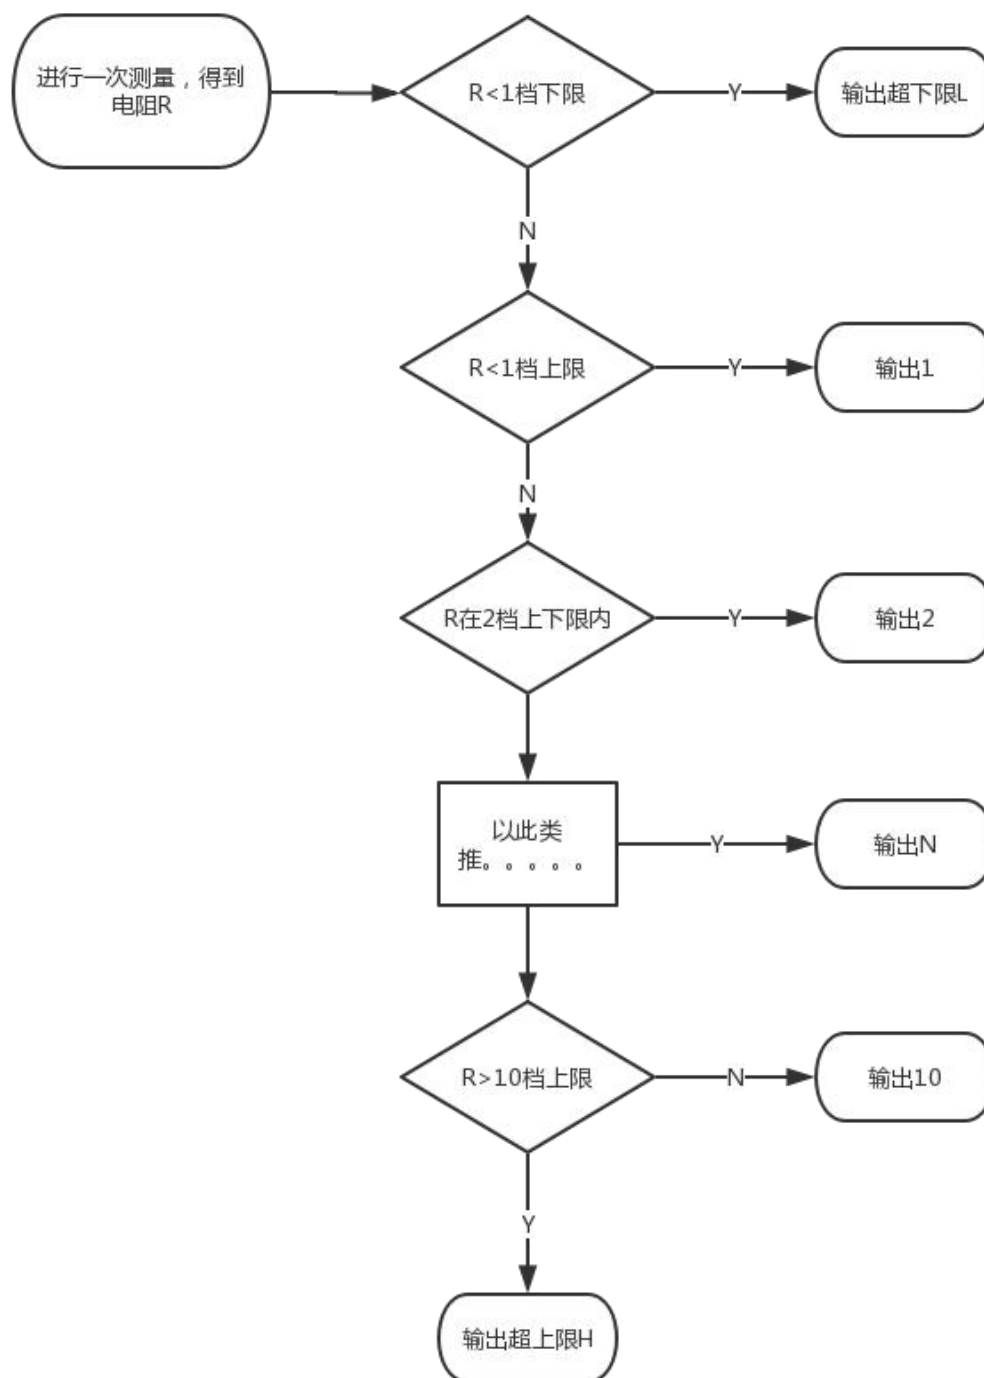 进行一次测量，得到
电阻R
R<1档下限
Y
输出超下限L
N
R<1档上限
Y
输出1
N
R在2档上下限内
Y
输出2
以此类
推。。。。。
Y
输出N
R>10档上限
N
输出10
Y
输出超上限H